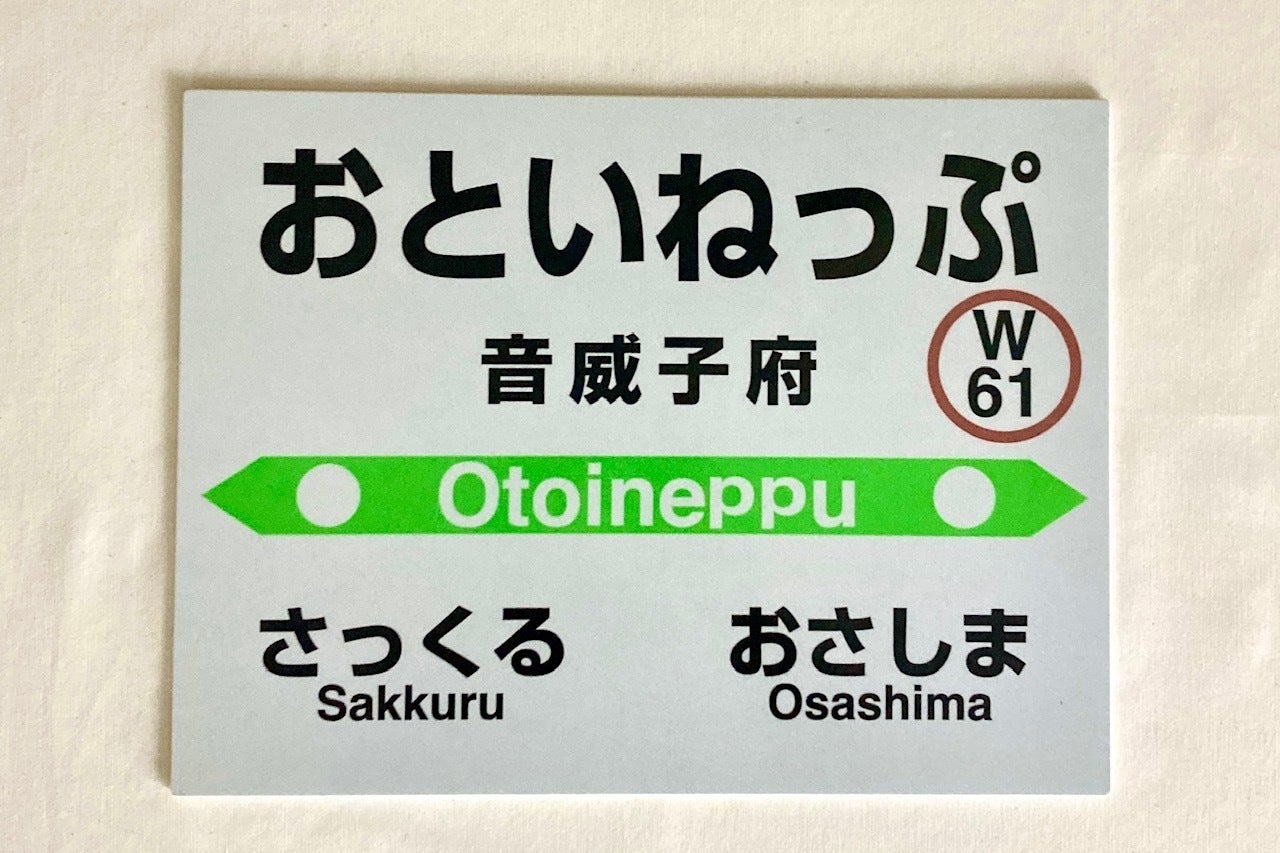 おといねっぷ
音威子府
W
61
Otoineppu
さっくる
Sakkuru
おさしま
Osashima